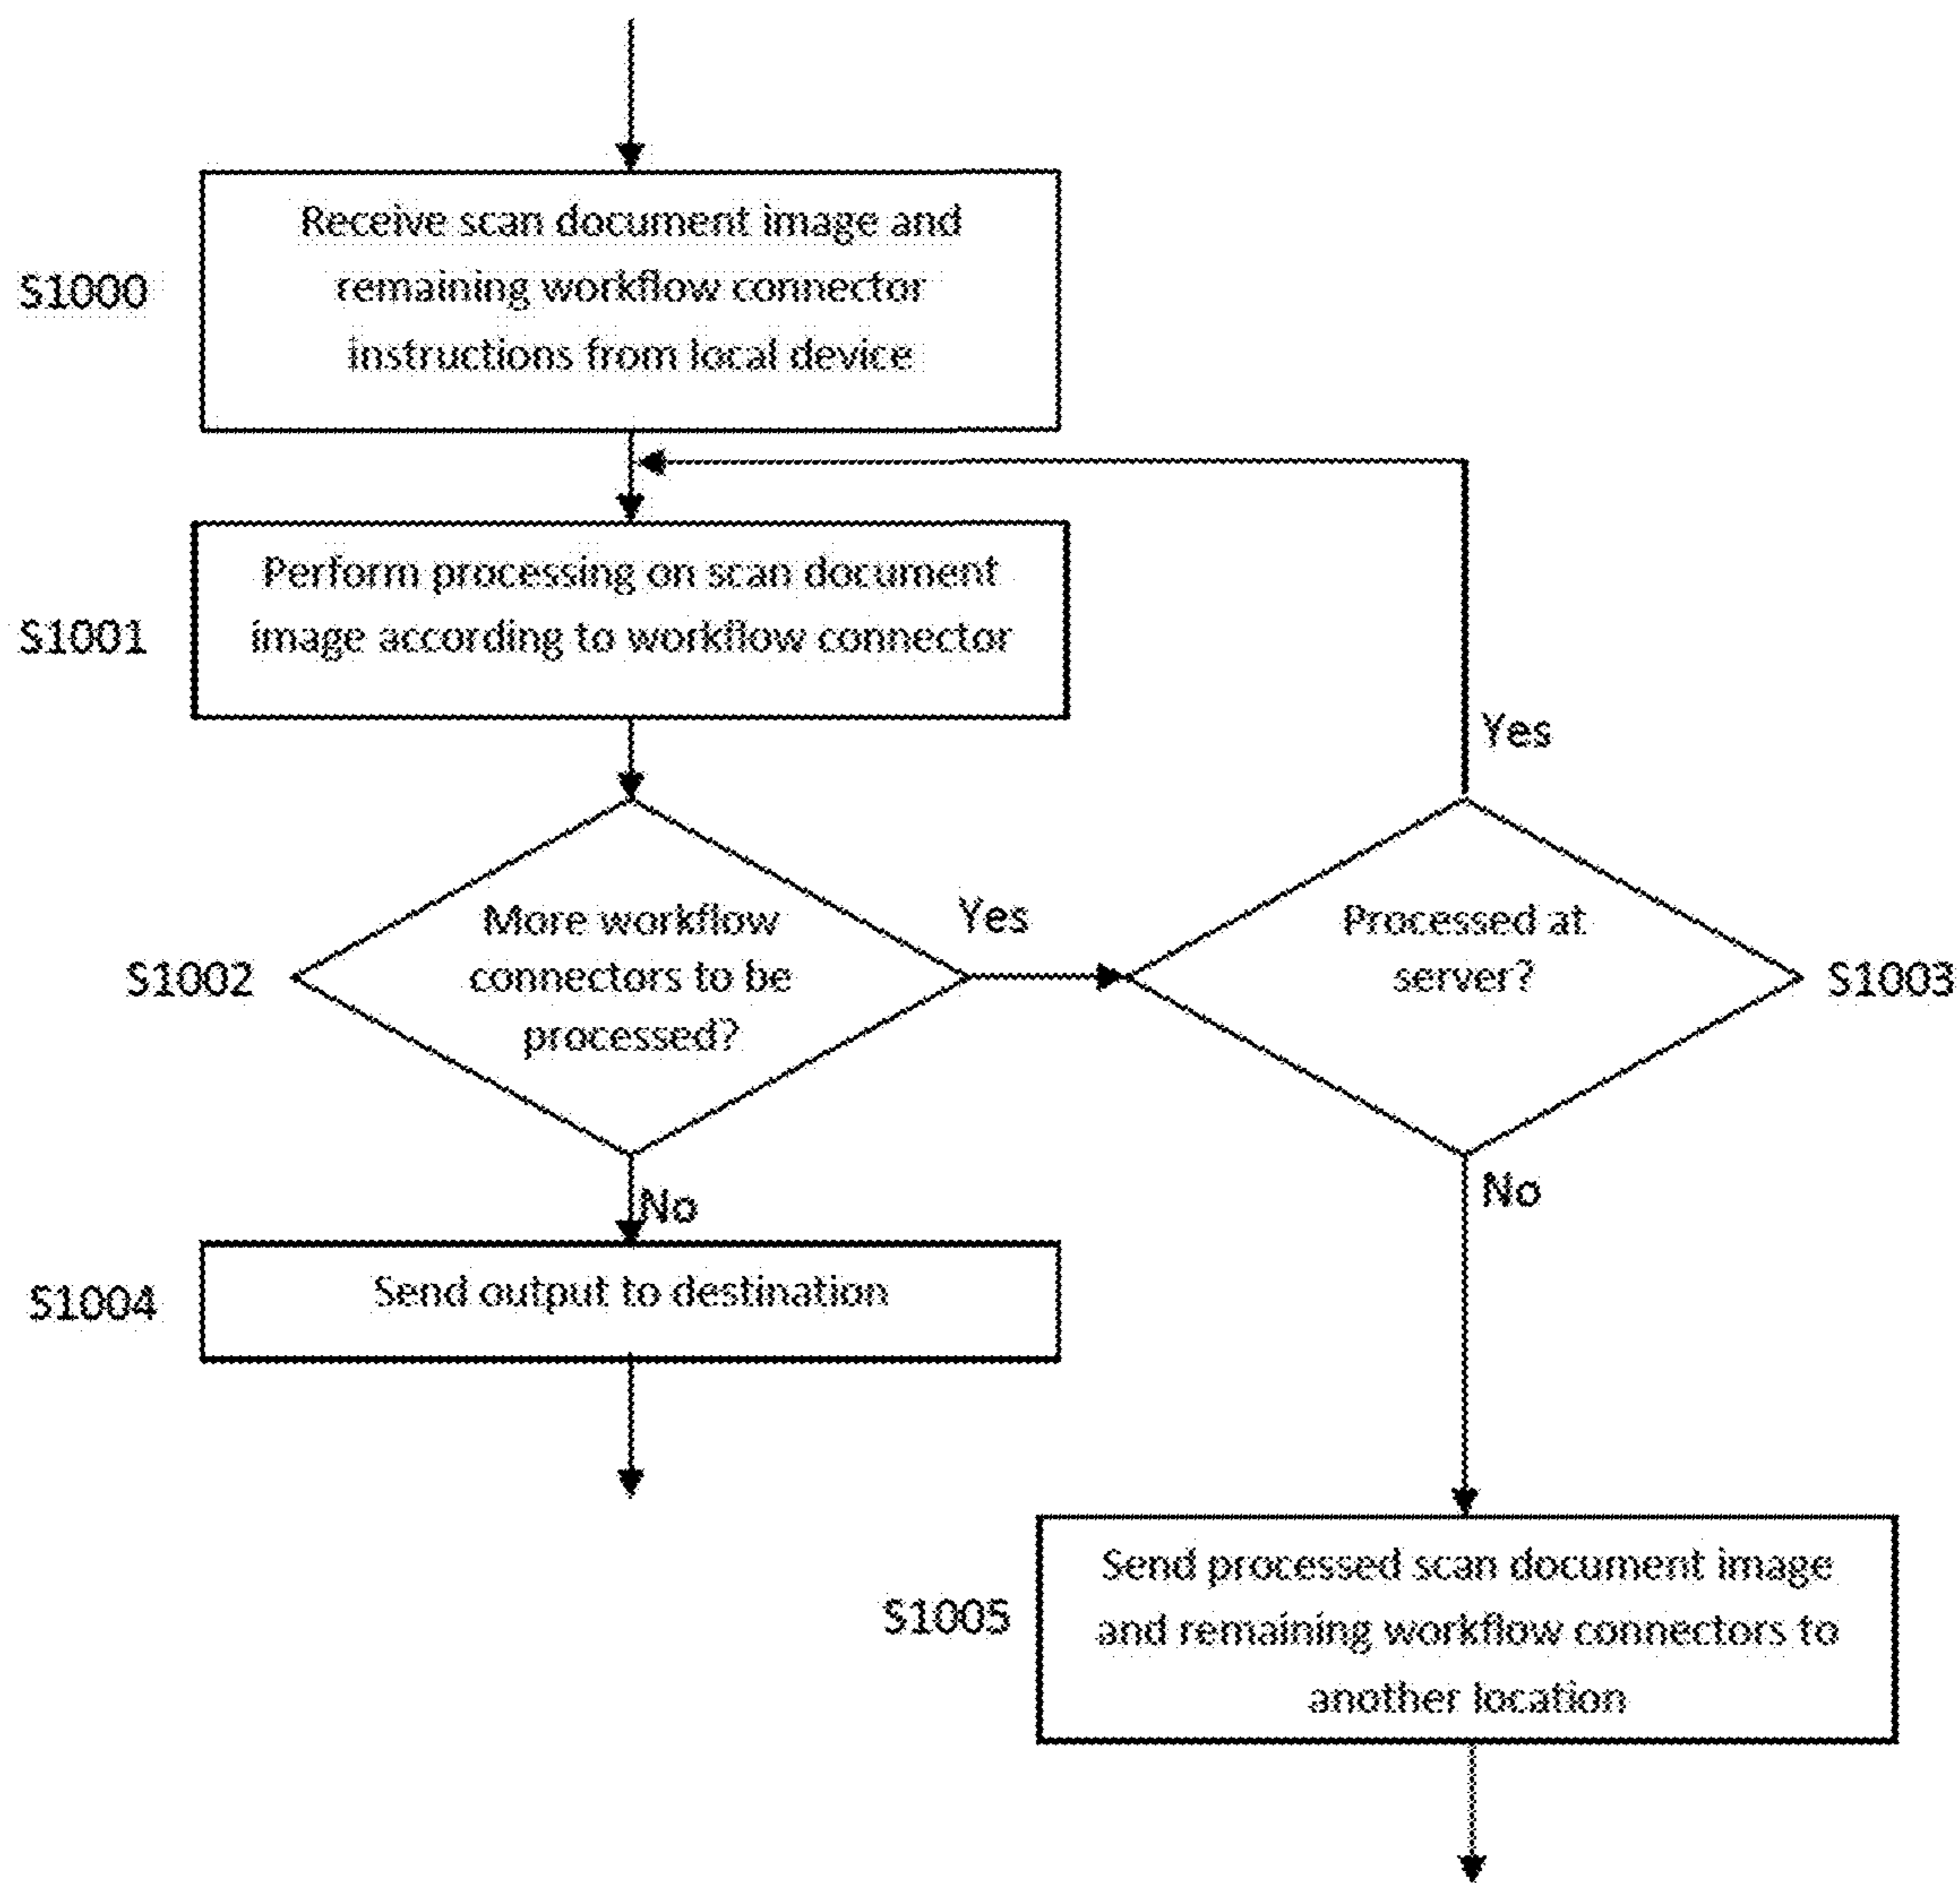 S1000
Receive scan document image and
remaining workflow connector
instructions from local device
S1001
Perform processing on scan document
image according to workflow connector
S1002
More workflow
connectors to be
processed?
Yes
Processed at
server?
S1003
Yes
No
No
S1004
Send output to destination
S1005
Send processed scan document image
and remaining workflow connectors to
another location